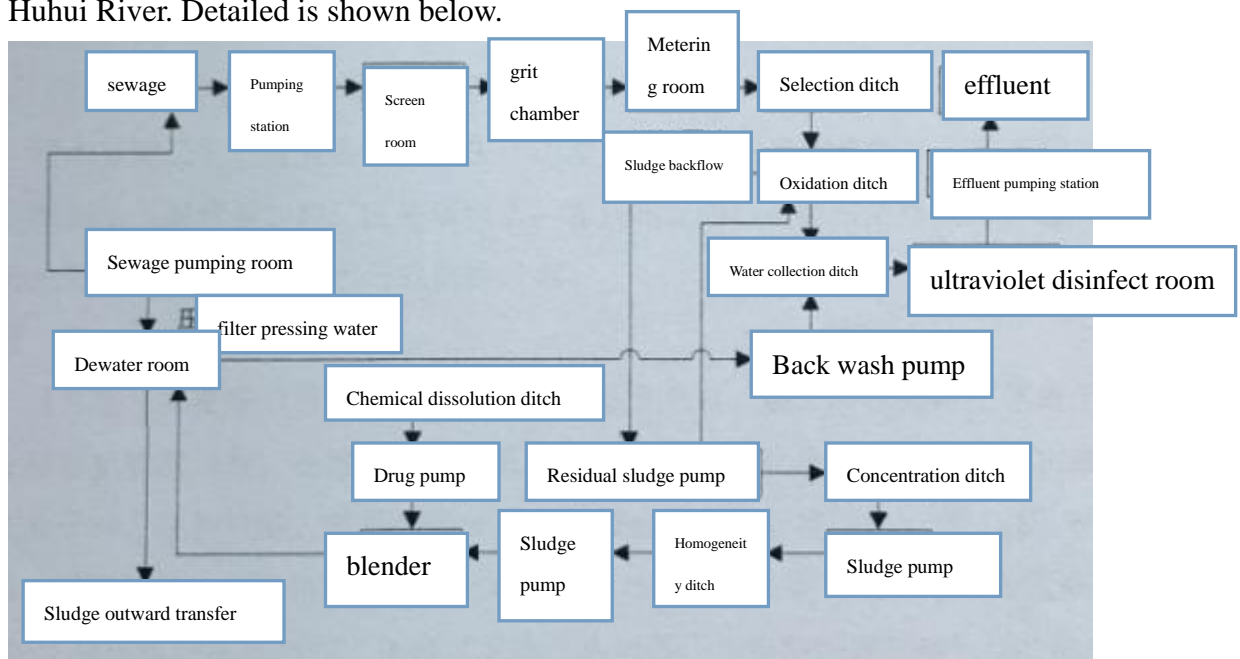 Huhui River. Detailed is shown below.
sewage
Pumping
station
Screen
room
grit
chamber
Meterin
g room
Selection ditch
effluent
Sludge backflow
Oxidation ditch
Effluent pumping station
Sewage pumping room
Water collection ditch
ultraviolet disinfect room
filter pressing water
Dewater room
Back wash pump
Chemical dissolution ditch
Drug pump
Residual sludge pump
Concentration ditch
blender
Sludge
pump
Homogeneit
y ditch
Sludge pump
Sludge outward transfer